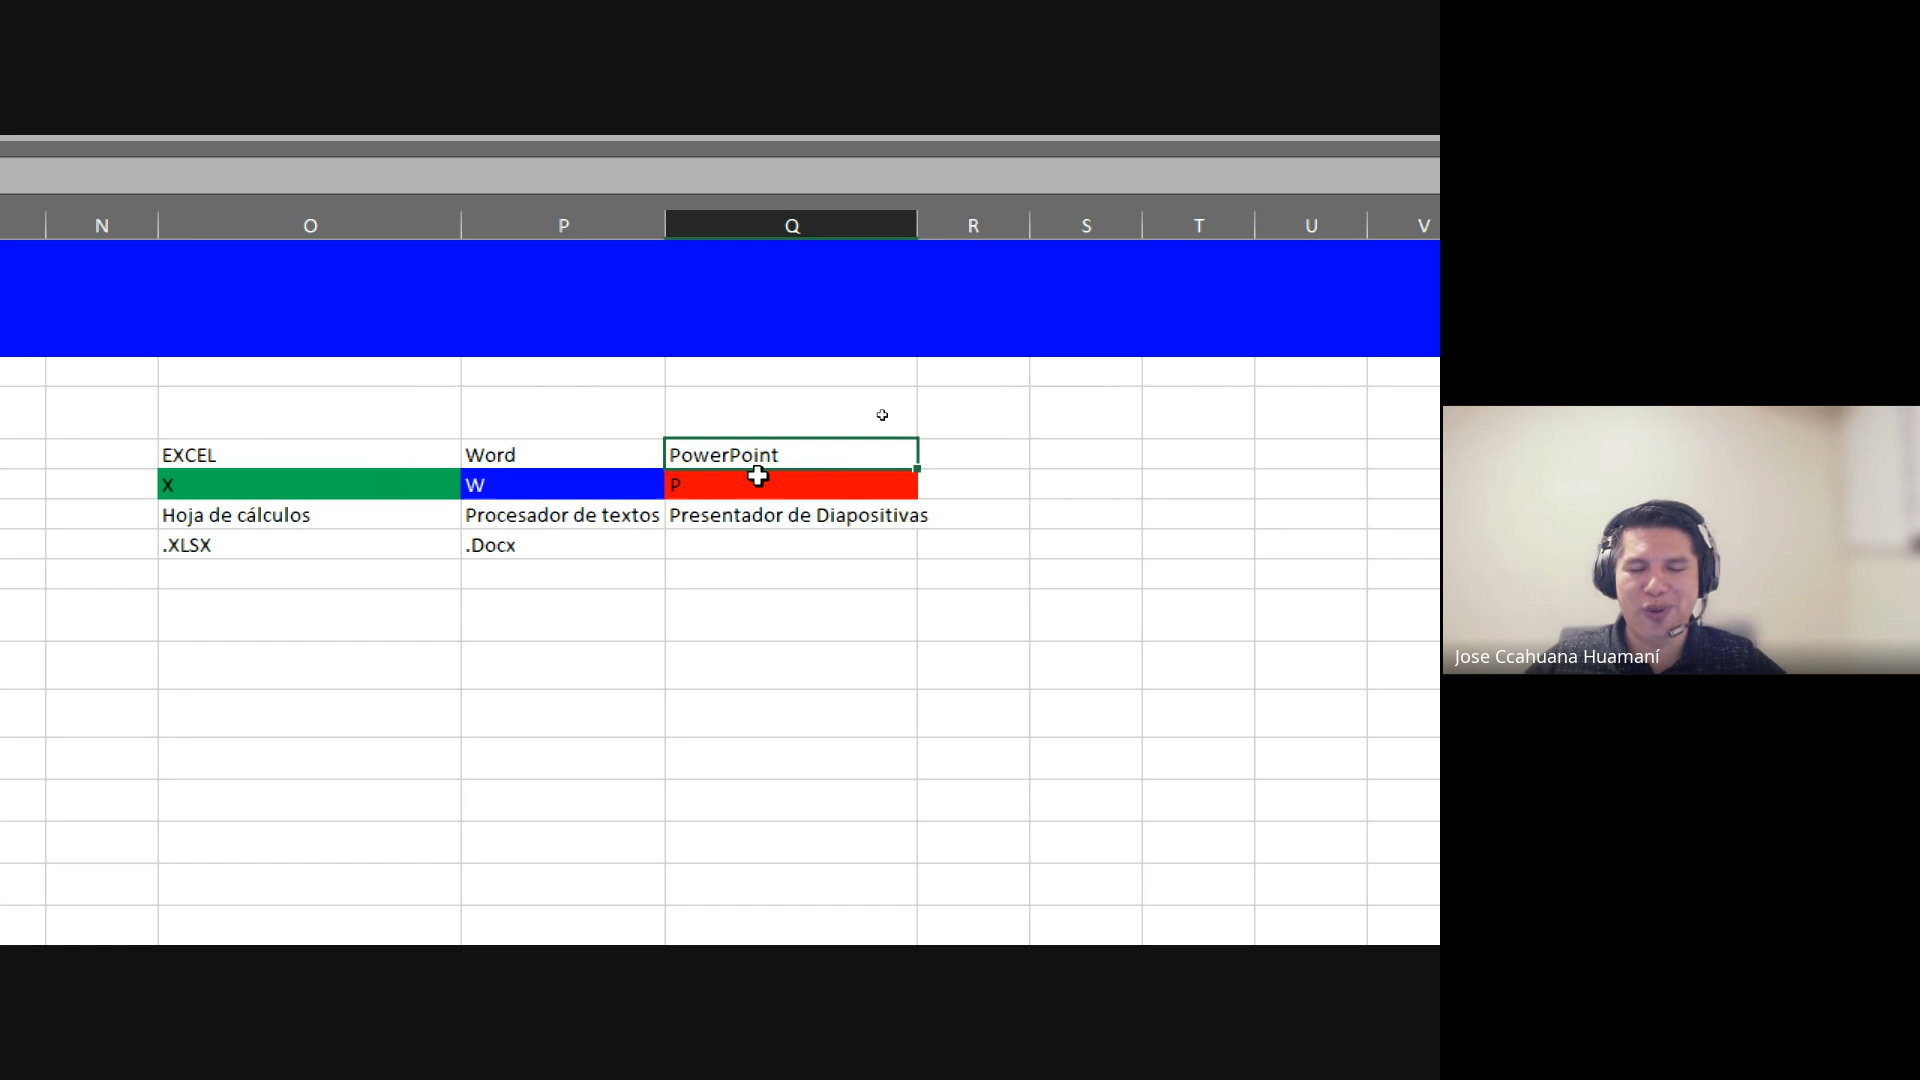 N O P Q R S T U V
EXCEL Word PowerPoint
X W P
Hoja de cálculos Procesador de textos Presentador de Diapositivas
.XLSX .Docx
Jose Ccahuana Huamaní